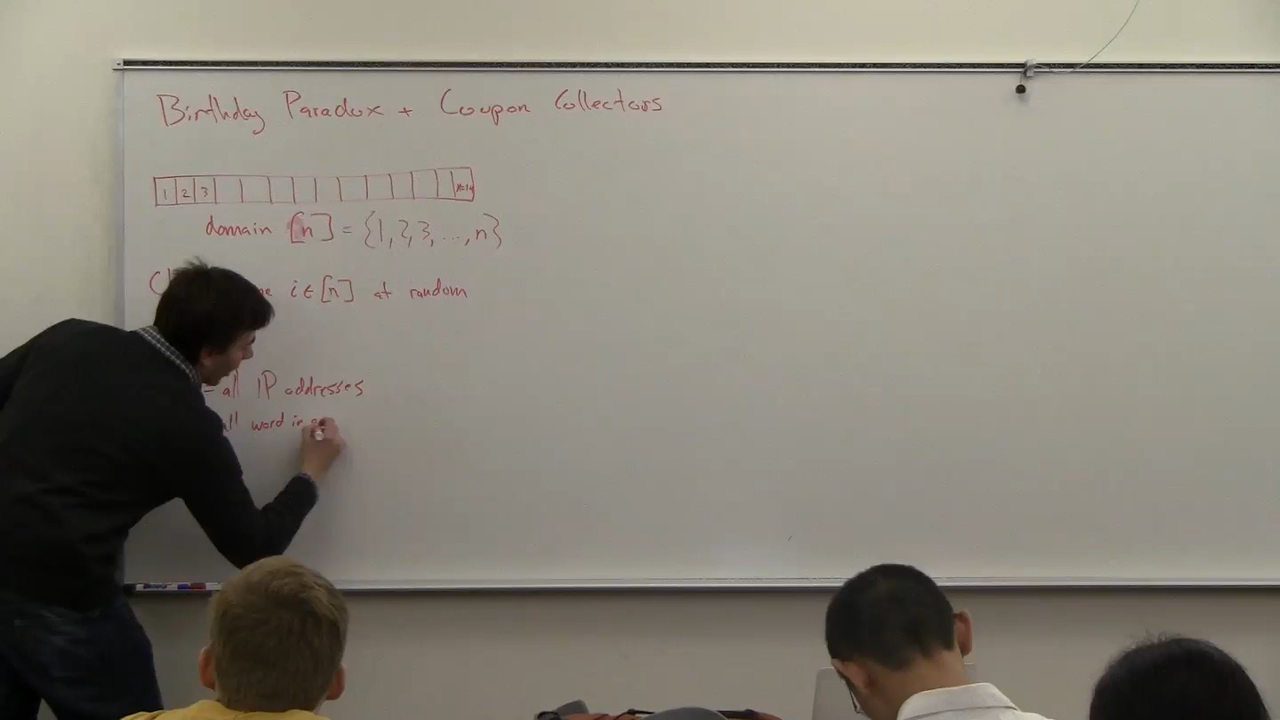 Birthday Paradox + Coupon Collectors
1 2 3
domain [n] = {1, 2, 3, ..., n}
i ∈ [n] at random
- all IP addresses
all word in